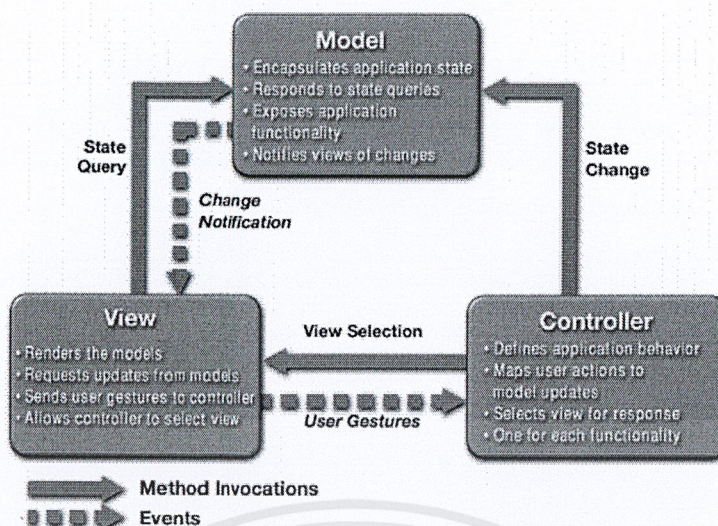 Model
• Encapsulates application state
• Responds to state queries
• Exposes application
functionality
• Notifies views of changes
State
Query
Change
Notification
State
Change
View
• Renders the models
• Requests updates from models
• Sends user gestures to controller
• Allows controller to select view
View Selection
User Gestures
Controller
• Defines application behavior
• Maps user actions to
model updates
• Selects view for response
• One for each functionality
Method Invocations
Events